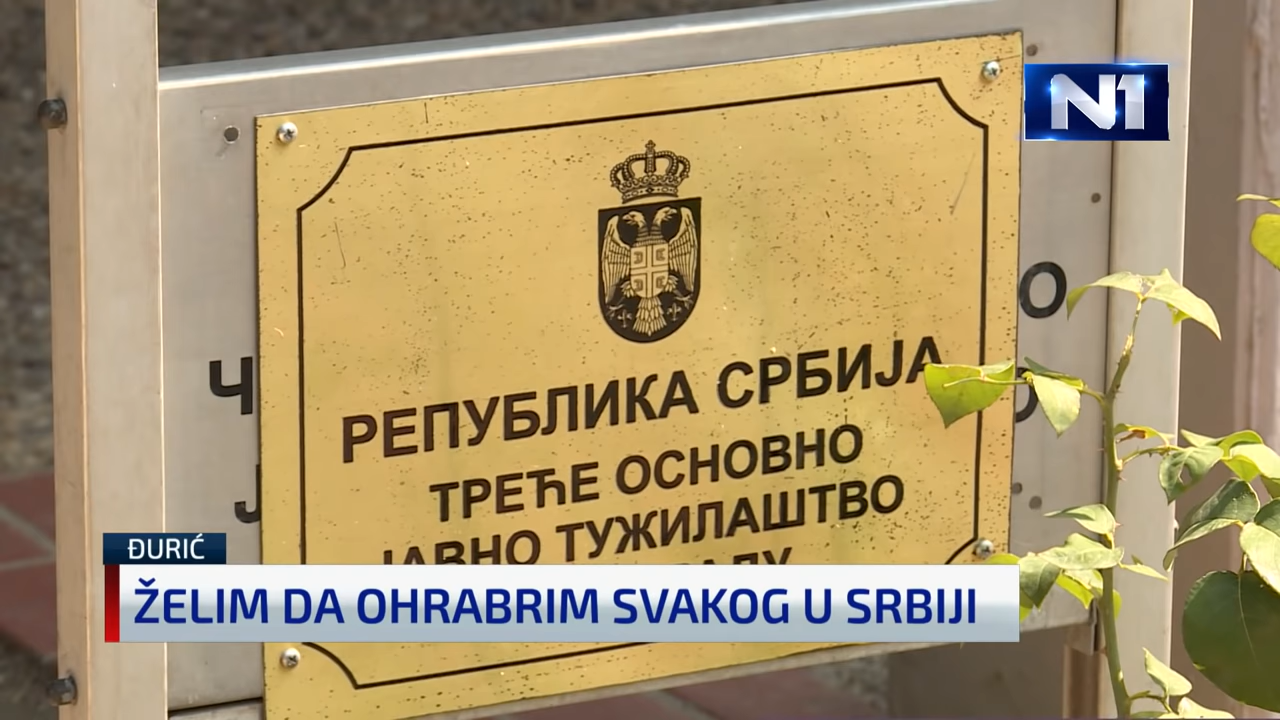 N1
РЕПУБЛИКА СРБИЈА
ТРЕЋЕ ОСНОВНО
ЈАВНО ТУЖИЛАШТВО
ĐURIĆ
ŽELIM DA OHRABRIM SVAKOG U SRBIJI